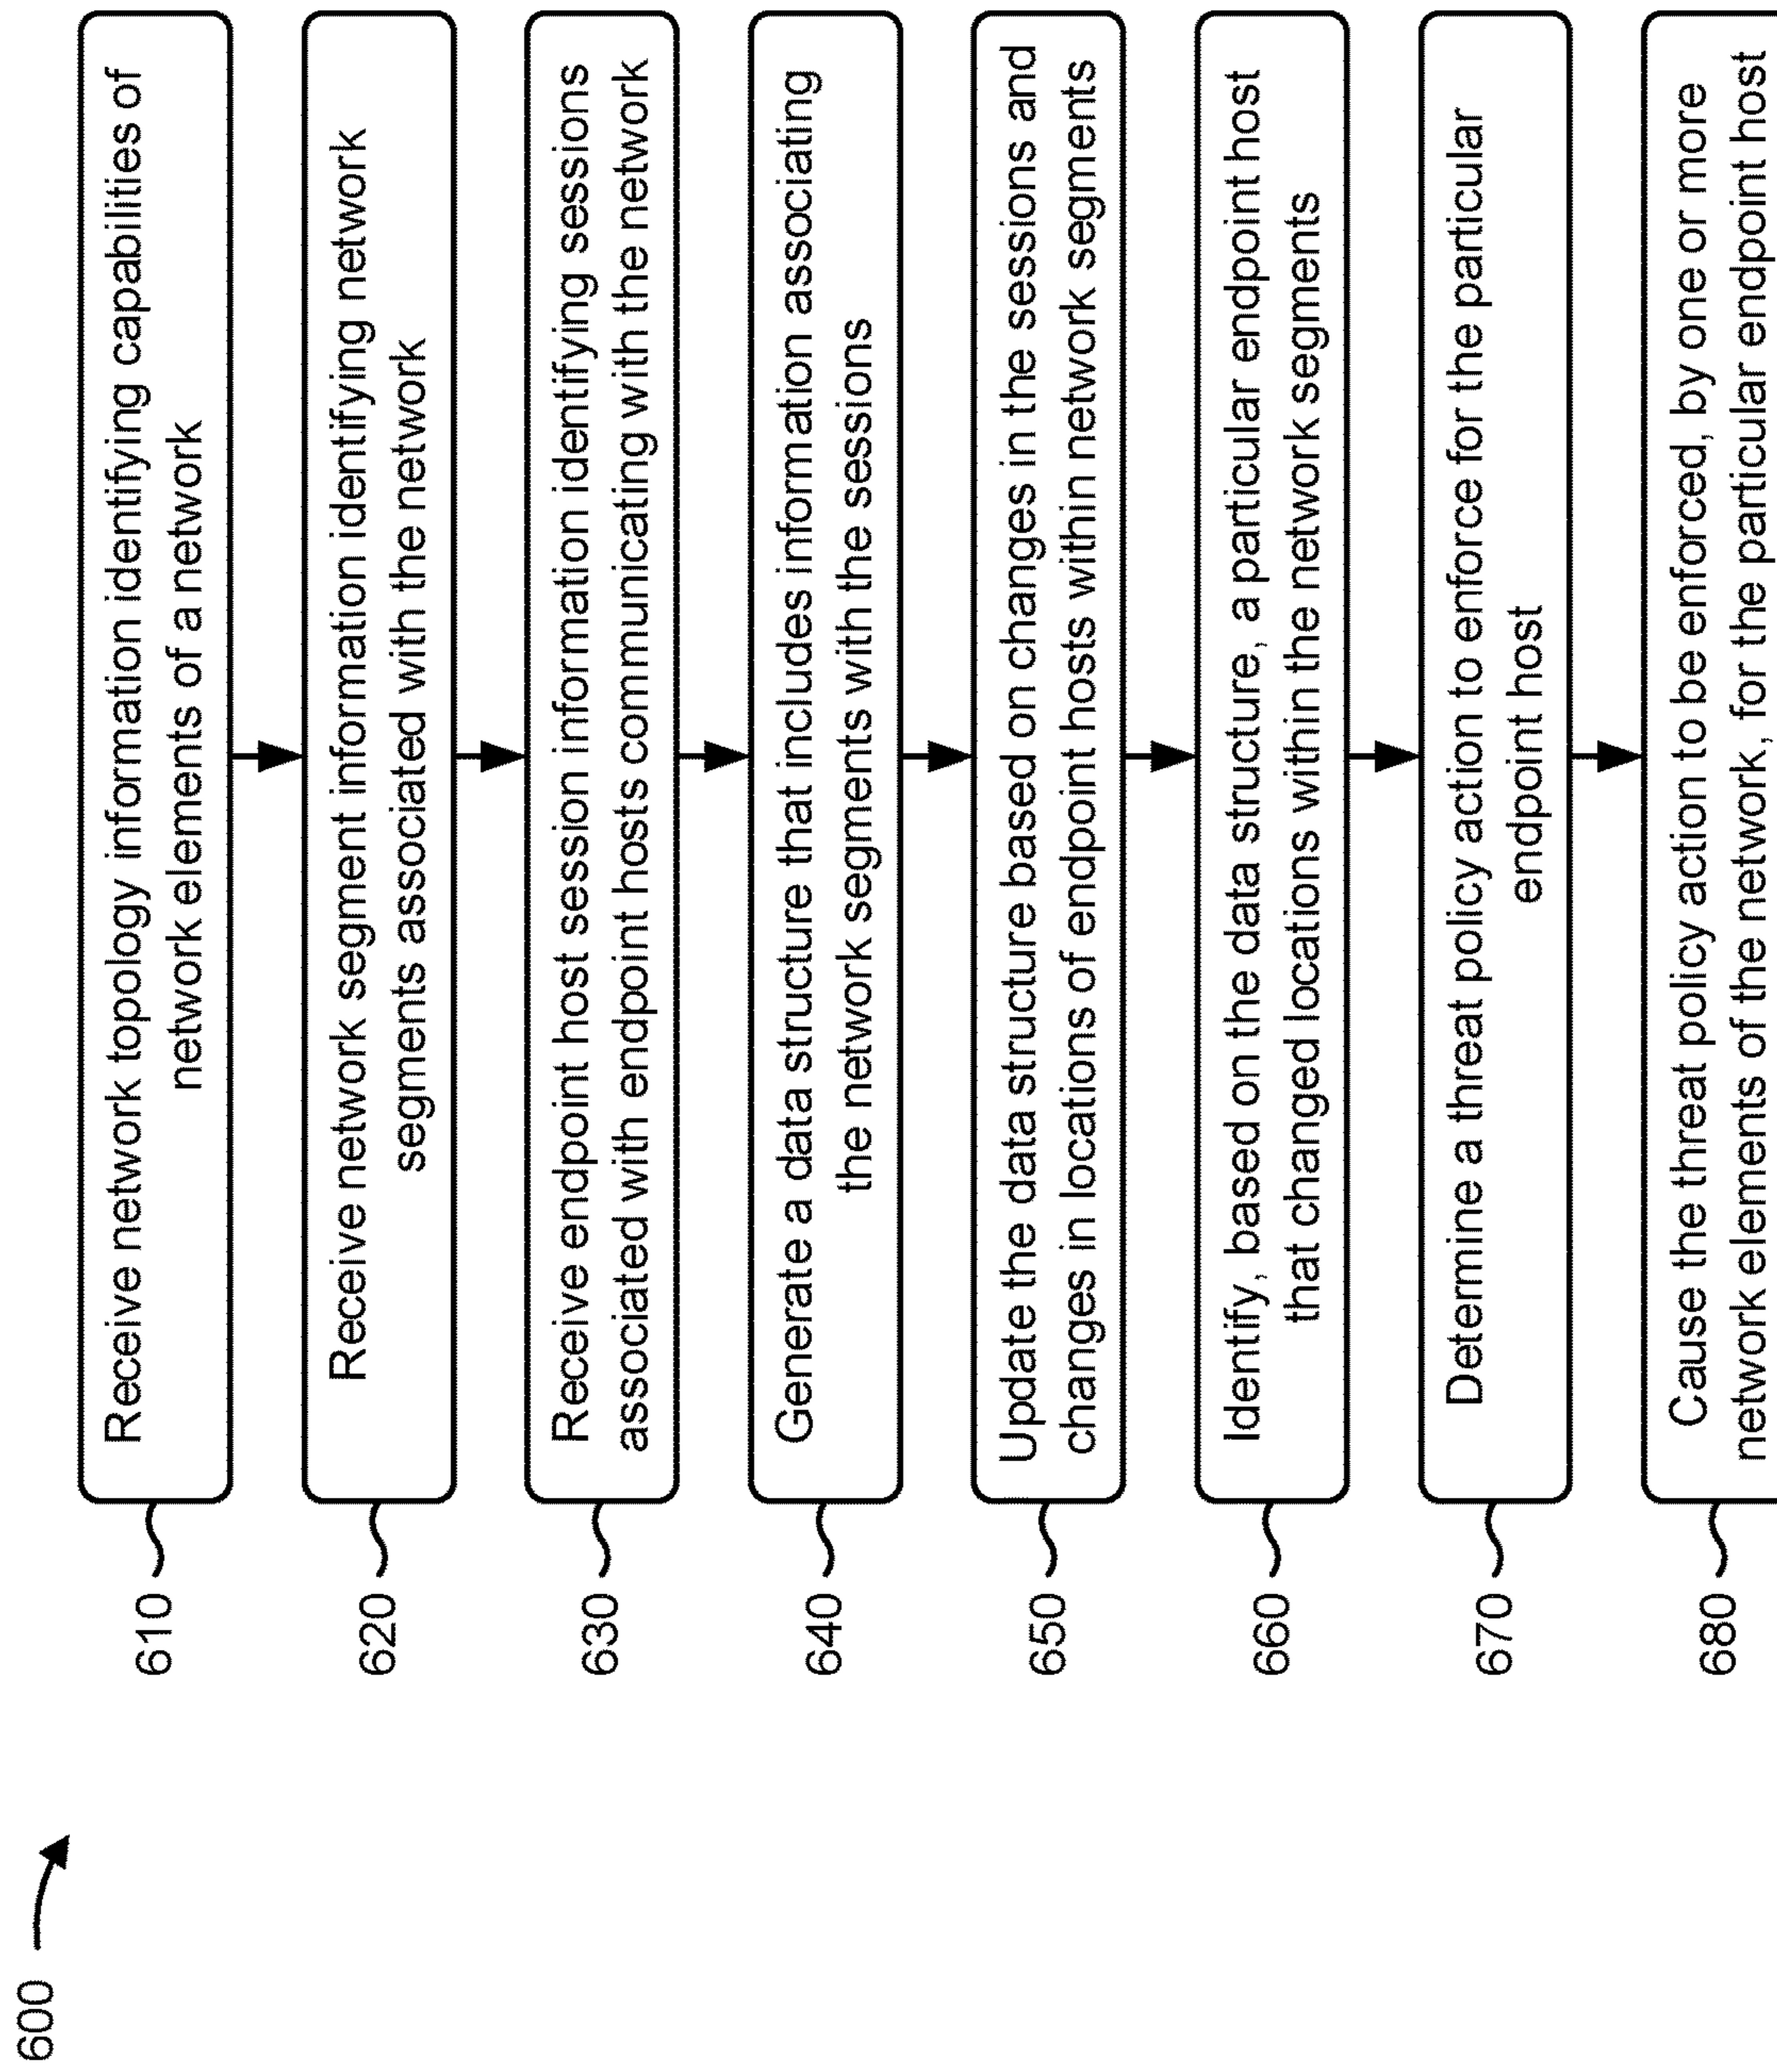 600
610
Receive network topology information identifying capabilities of
network elements of a network
620
Receive network segment information identifying network
segments associated with the network
630
Receive endpoint host session information identifying sessions
associated with endpoint hosts communicating with the network
640
Generate a data structure that includes information associating
the network segments with the sessions
650
Update the data structure based on changes in the sessions and
changes in locations of endpoint hosts within network segments
660
Identify, based on the data structure, a particular endpoint host
that changed locations within the network segments
670
Determine a threat policy action to enforce for the particular
endpoint host
680
Cause the threat policy action to be enforced, by one or more
network elements of the network, for the particular endpoint host